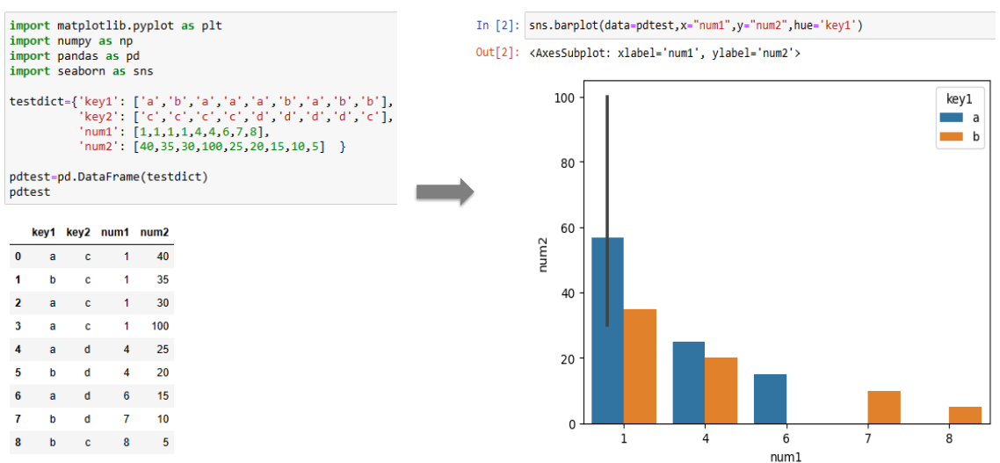 import matplotlib.pyplot as plt
import numpy as np
import pandas as pd
import seaborn as sns
testdict={'key1': ['a','b','a','a','a','b','a','b','b'],
'key2': ['c','c','c','c','d','d','d','d','c'],
'num1': [1,1,1,1,4,4,6,7,8],
'num2': [40,35,30,100,25,20,15,10,5] }
pdtest=pd.DataFrame(testdict)
pdtest
key1 key2 num1 num2
0 a c 1 40
1 b c 1 35
2 a c 1 30
3 a c 1 100
4 a d 4 25
5 b d 4 20
6 a d 6 15
7 b d 7 10
8 b c 8 5
In [2]: sns.barplot(data=pdtest,x="num1",y="num2",hue='key1')
Out[2]: <AxesSubplot: xlabel='num1', ylabel='num2'>
key1
a
b
100
80
60
40
20
0
num2
1 4 6 7 8
num1